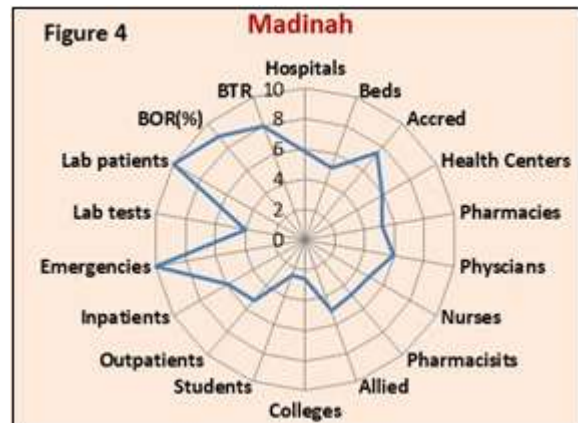 Figure 4
Madinah
Hospitals
BTR
10
Beds
BOR(%)
8
Accred
Lab patients
6
Health Centers
4
Lab tests
2
Pharmacies
0
Emergencies
Physcians
Inpatients
Nurses
Outpatients
Pharmacisits
Students
Allied
Colleges